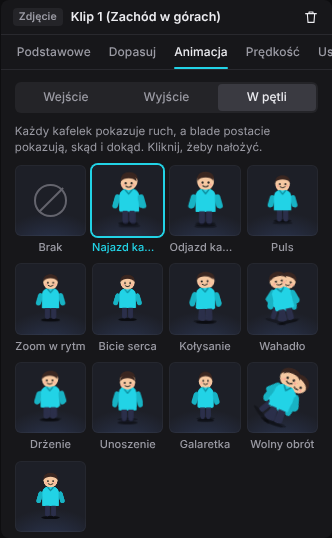 Zdjęcie Klip 1 (Zachód w górach)
Podstawowe Dopasuj Animacja Prędkość Us
Wejście Wyjście W pętli
Każdy kafelek pokazuje ruch, a blade postacie
pokazują, skąd i dokąd. Kliknij, żeby nałożyć.
Brak Najazd ka... Odjazd ka... Puls
Zoom w rytm Bicie serca Kołysanie Wahadło
Drżenie Unoszenie Galaretka Wolny obrót